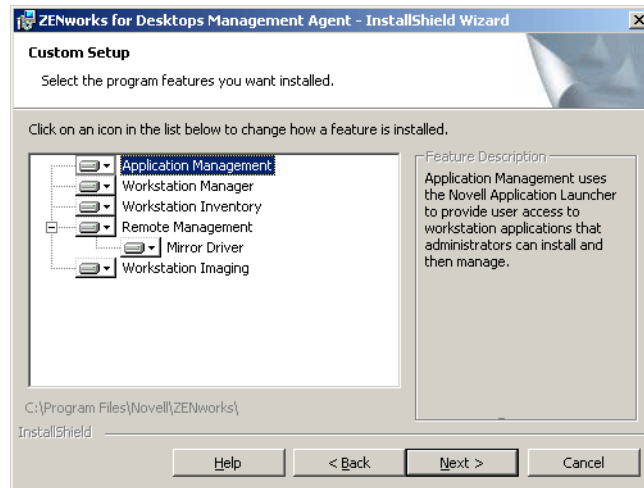 ZENworks for Desktops Management Agent - InstallShield Wizard
Custom Setup
Select the program features you want installed.
Click on an icon in the list below to change how a feature is installed.
Application Management
Workstation Manager
Workstation Inventory
Remote Management
Mirror Driver
Workstation Imaging
Feature Description
Application Management uses
the Novell Application Launcher
to provide user access to
workstation applications that
administrators can install and
then manage.
C:\Program Files\Novell\ZENworks\
InstallShield
Help
< Back
Next >
Cancel